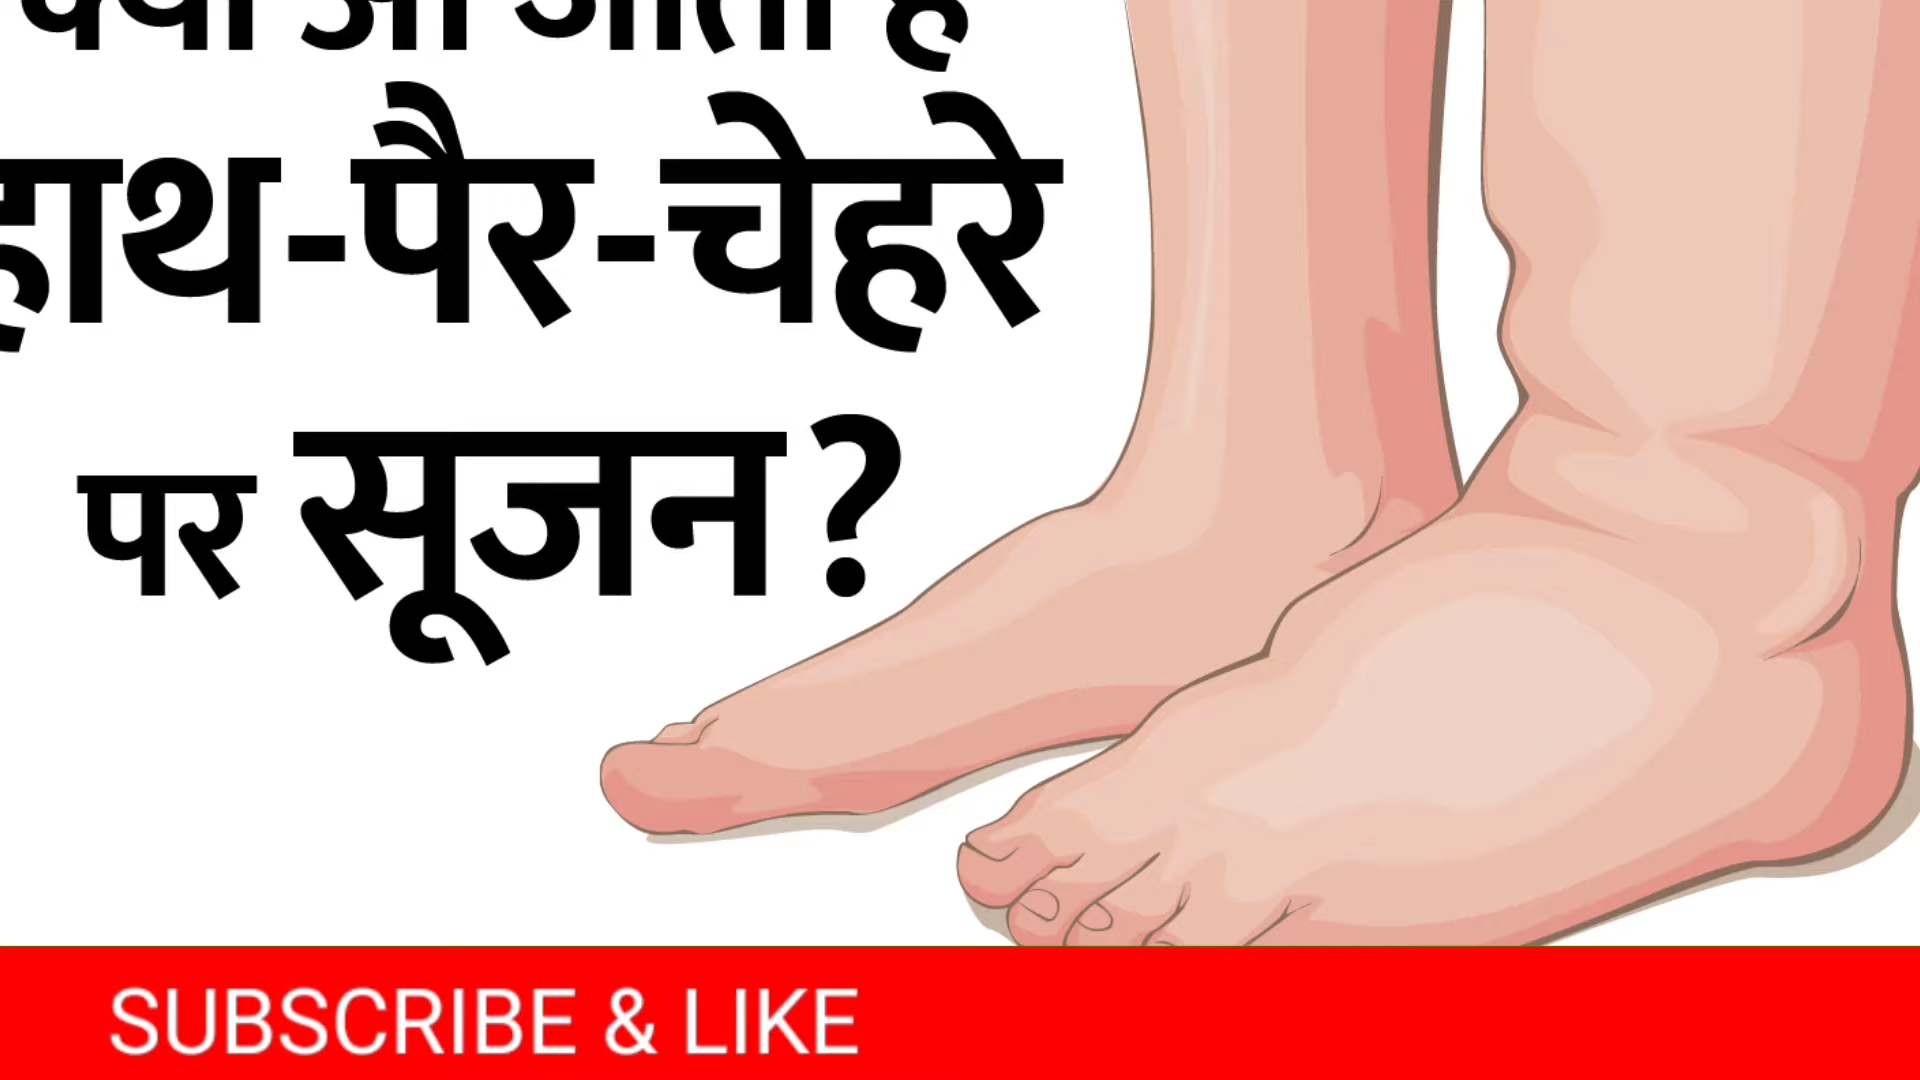 क्यों आ जाती है
हाथ-पैर-चेहरे
पर सूजन?
SUBSCRIBE & LIKE